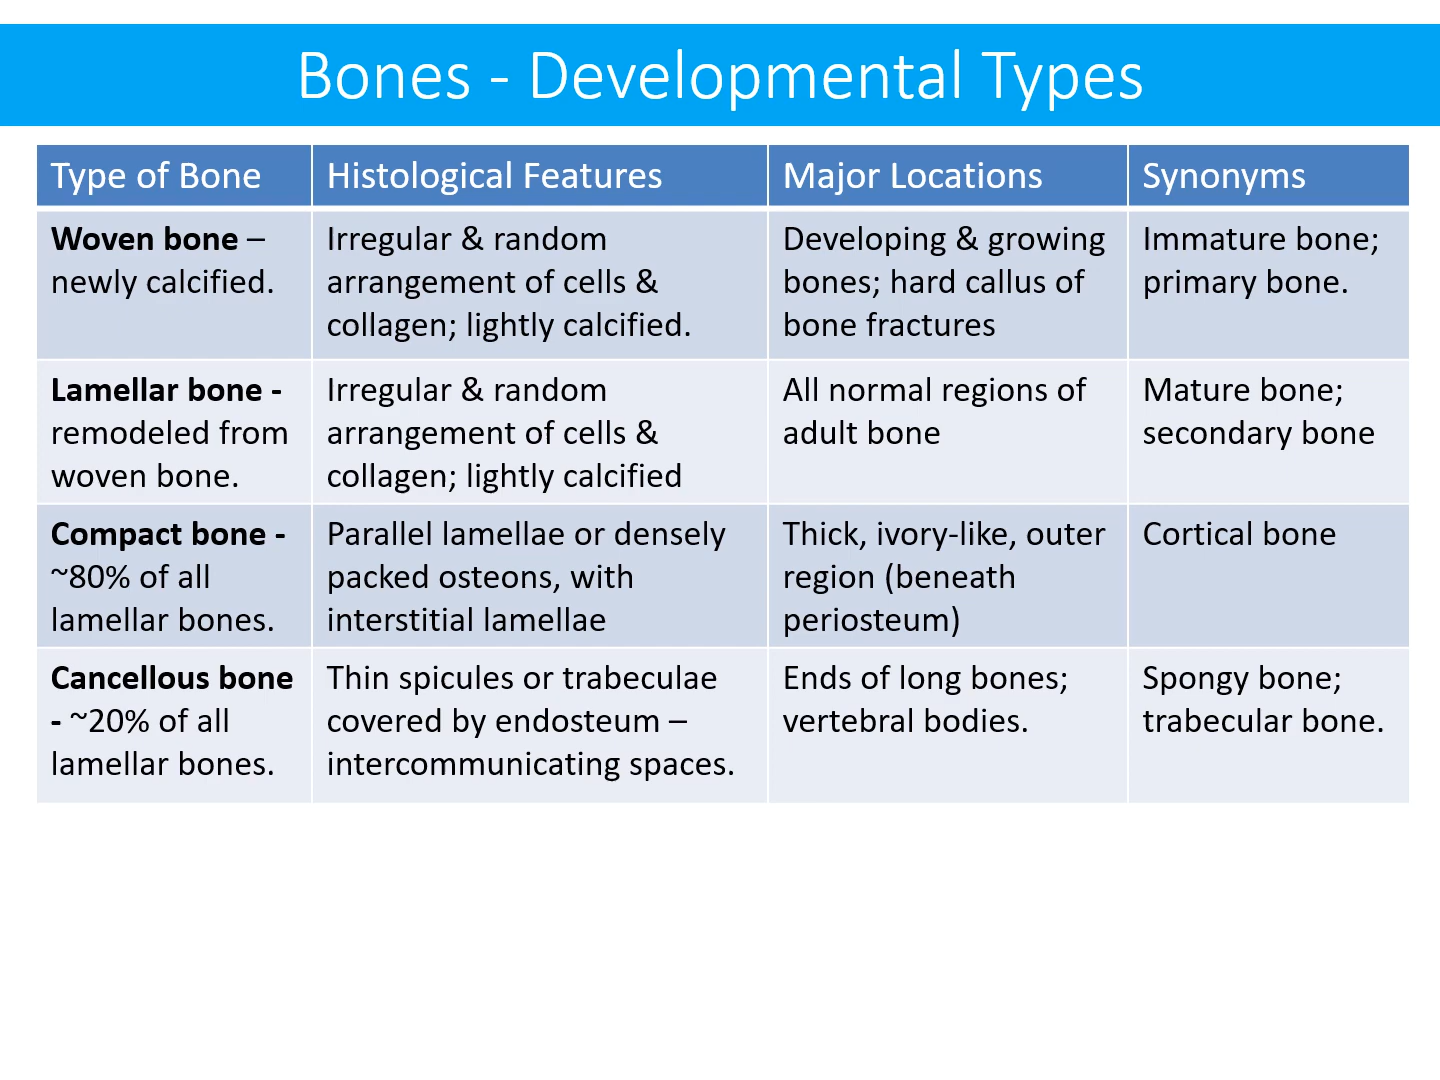 Bones - Developmental Types
Type of Bone
Histological Features
Major Locations
Synonyms
Woven bone –
newly calcified.
Irregular & random
arrangement of cells &
collagen; lightly calcified.
Developing & growing
bones; hard callus of
bone fractures
Immature bone;
primary bone.
Lamellar bone -
remodeled from
woven bone.
Irregular & random
arrangement of cells &
collagen; lightly calcified
All normal regions of
adult bone
Mature bone;
secondary bone
Compact bone -
~80% of all
lamellar bones.
Parallel lamellae or densely
packed osteons, with
interstitial lamellae
Thick, ivory-like, outer
region (beneath
periosteum)
Cortical bone
Cancellous bone
- ~20% of all
lamellar bones.
Thin spicules or trabeculae
covered by endosteum –
intercommunicating spaces.
Ends of long bones;
vertebral bodies.
Spongy bone;
trabecular bone.